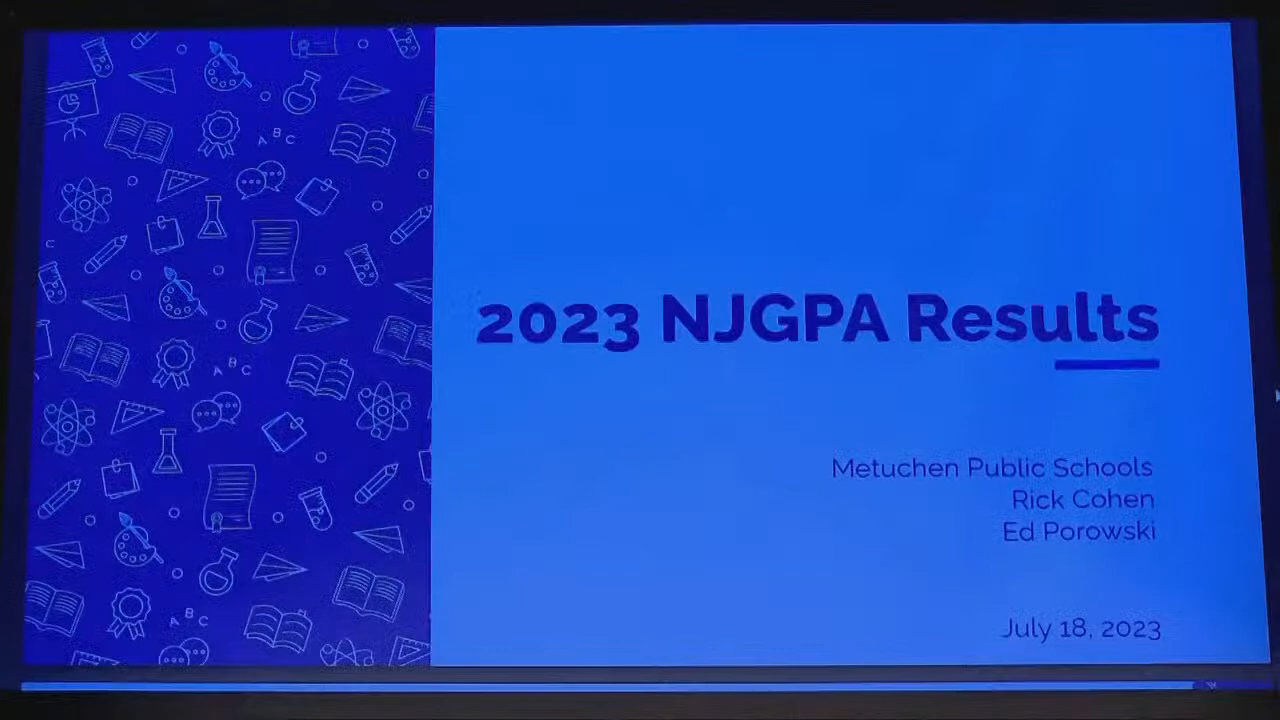 2023 NJGPA Results
Metuchen Public Schools
Rick Cohen
Ed Porowski
July 18, 2023
A B C
A B C
A B C
C